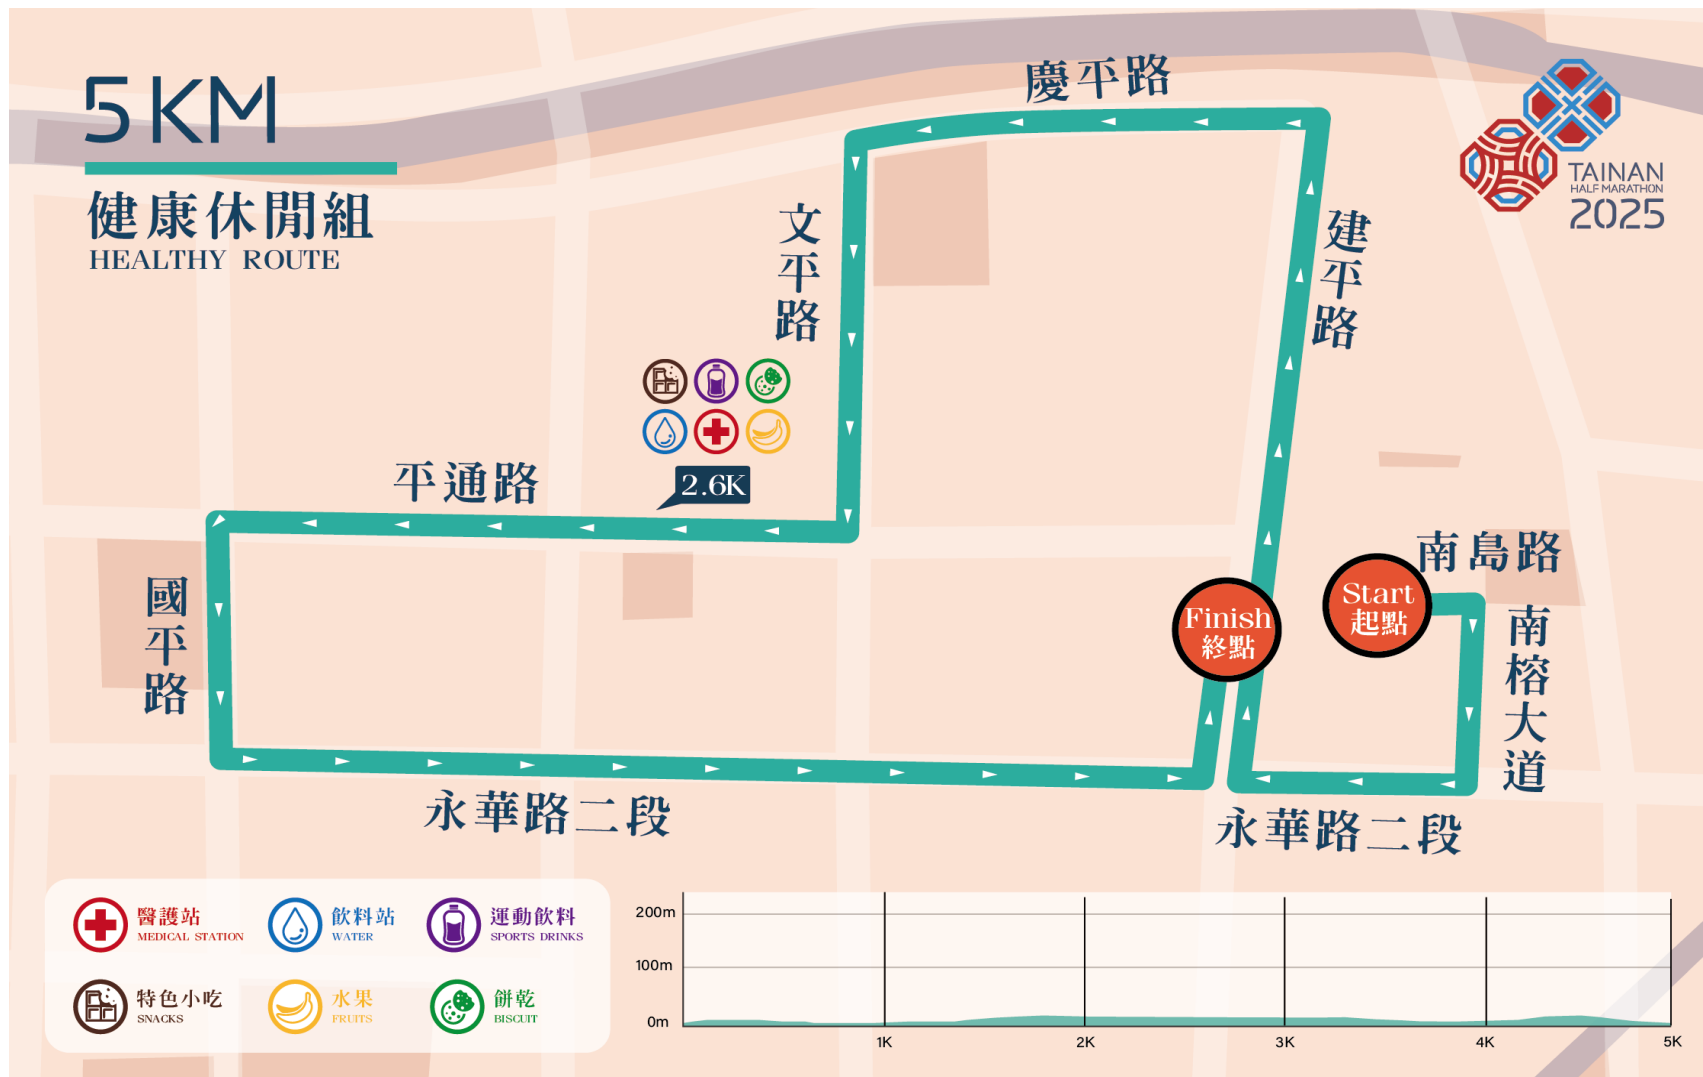 5KM
健康休閒組
HEALTHY ROUTE
慶平路
TAINAN
HALF MARATHON
2025
文平路
建平路
平通路
2.6K
南島路
Start
起點
Finish
終點
國平路
南榕大道
永華路二段
永華路二段
醫護站
MEDICAL STATION
飲料站
WATER
運動飲料
SPORTS DRINKS
特色小吃
SNACKS
水果
FRUITS
餅乾
BISCUIT
200m
100m
0m
1K
2K
3K
4K
5K